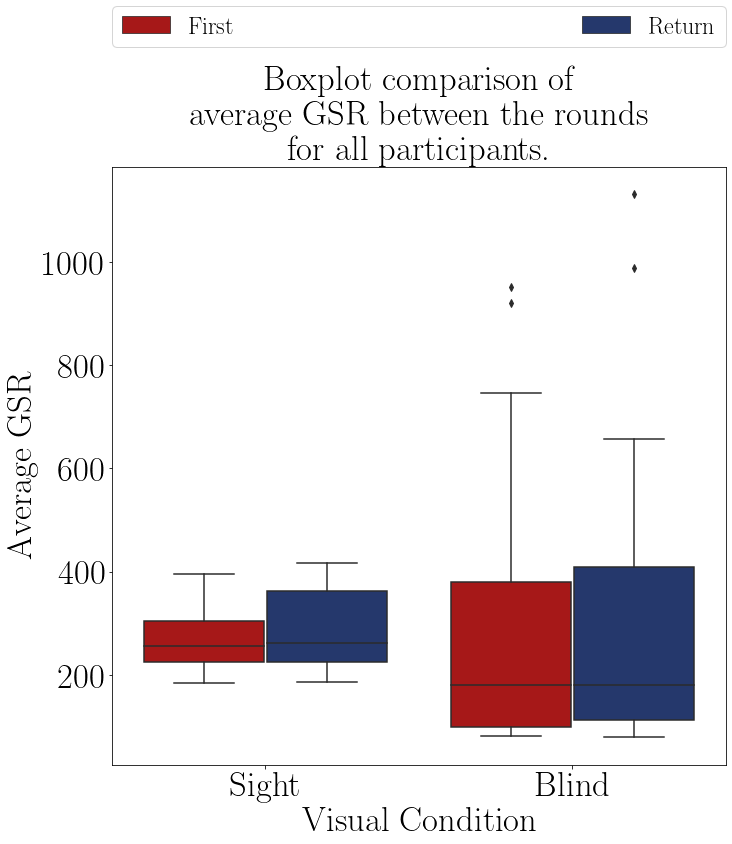 First Return
Boxplot comparison of
average GSR between the rounds
for all participants.
1000
800
600
400
200
Average GSR
Sight Blind
Visual Condition